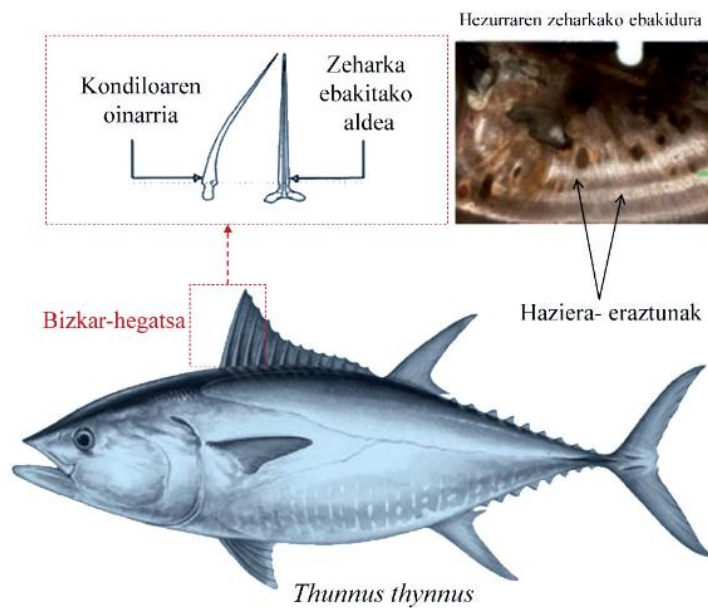 Hezurraren zeharkako ebakidura
Kondiloaren
oinarria
Zeharka
ebakitako
aldea
Haziera- eraztunak
Bizkar-hegatsa
Thunnus thynnus